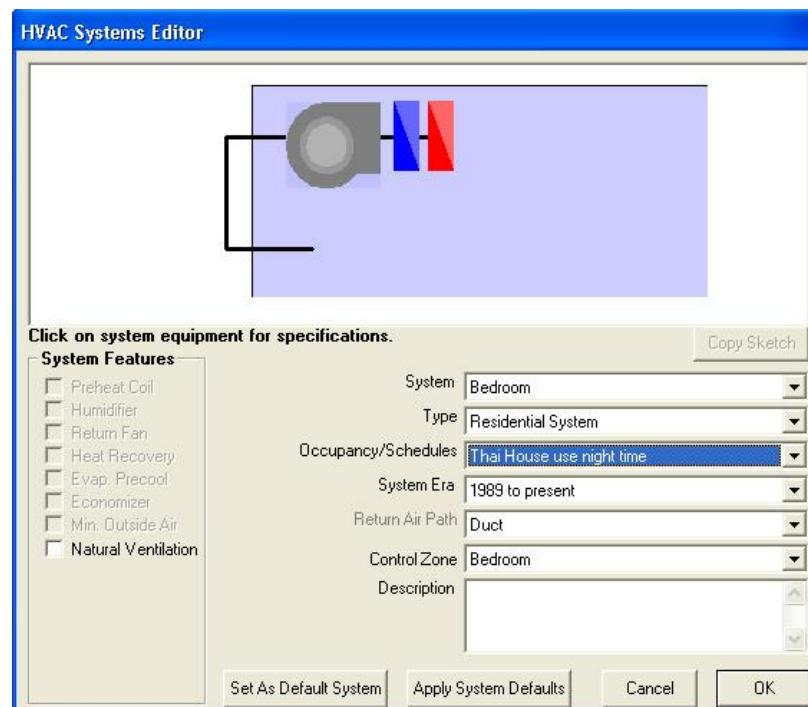 HVAC Systems Editor
Click on system equipment for specifications.
Copy Sketch
System Features
Preheat Coil
Humidifier
Return Fan
Heat Recovery
Evap. Precool
Economizer
Min. Outside Air
Natural Ventilation
System Bedroom
Type Residential System
Occupancy/Schedules Thai House use night time
System Era 1989 to present
Return Air Path Duct
Control Zone Bedroom
Description
Set As Default System Apply System Defaults Cancel OK